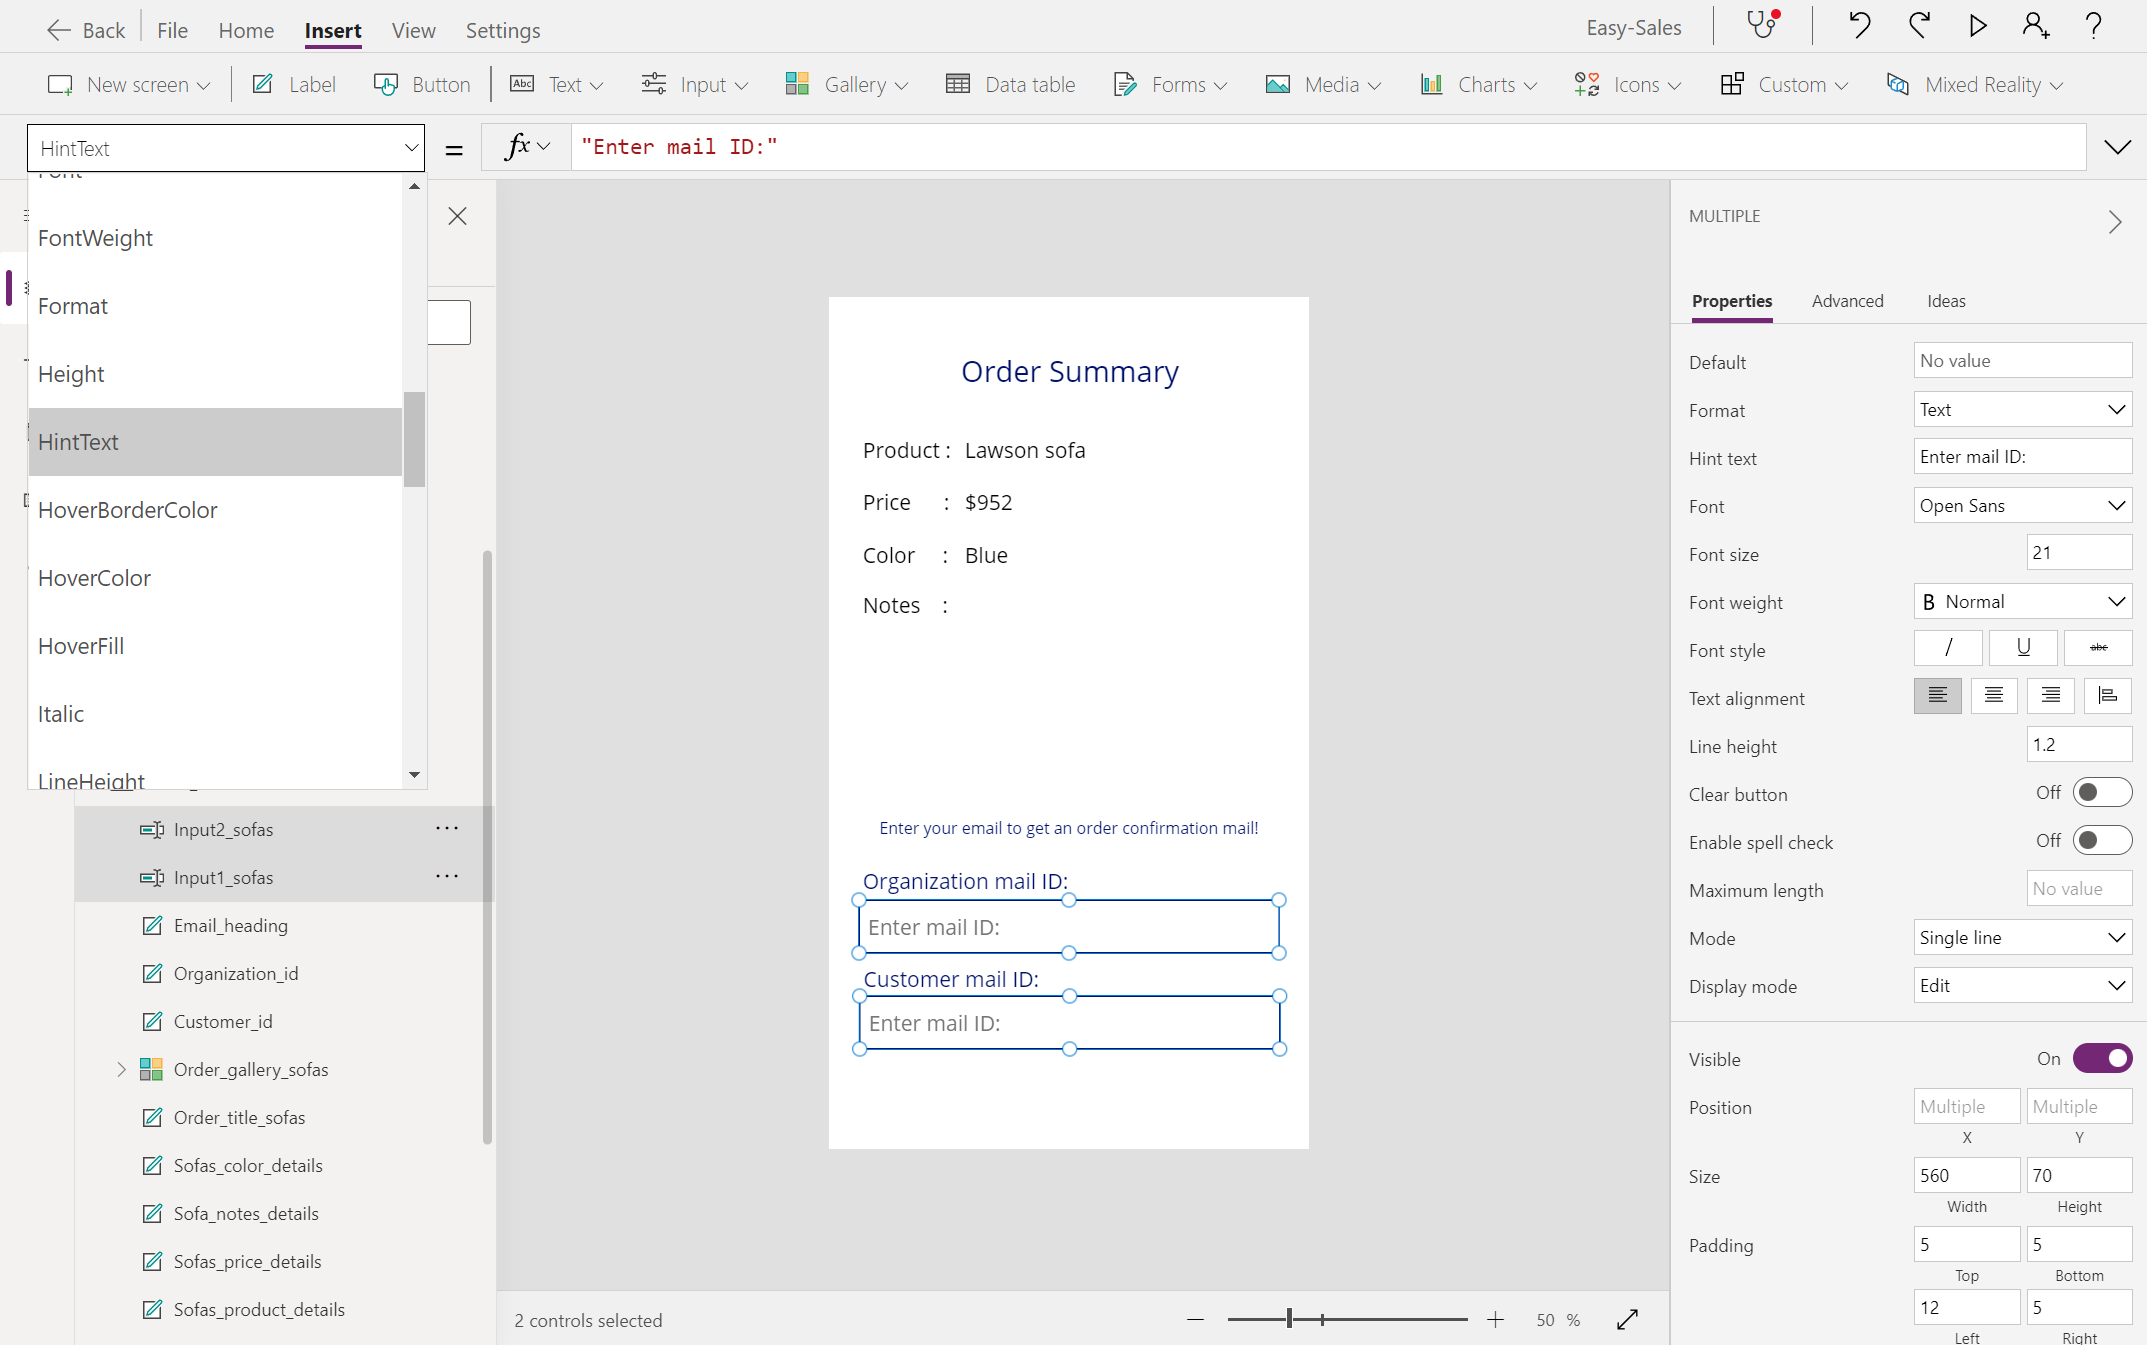 Back File Home Insert View Settings Easy-Sales
New screen Label Button Abc Text Input Gallery Data table Forms Media Charts Icons Custom Mixed Reality
HintText = fx "Enter mail ID:"
Font
FontWeight
Format
Height
HintText
HoverBorderColor
HoverColor
HoverFill
Italic
LineHeight
Input2_sofas
Input1_sofas
Email_heading
Organization_id
Customer_id
Order_gallery_sofas
Order_title_sofas
Sofas_color_details
Sofa_notes_details
Sofas_price_details
Sofas_product_details
Order Summary
Product : Lawson sofa
Price : $952
Color : Blue
Notes :
Enter your email to get an order confirmation mail!
Organization mail ID:
Enter mail ID:
Customer mail ID:
Enter mail ID:
2 controls selected
50 %
MULTIPLE
Properties Advanced Ideas
Default No value
Format Text
Hint text Enter mail ID:
Font Open Sans
Font size 21
Font weight B Normal
Font style / U abc
Text alignment
Line height 1.2
Clear button Off
Enable spell check Off
Maximum length No value
Mode Single line
Display mode Edit
Visible On
Position Multiple Multiple
X Y
Size 560 70
Width Height
Padding 5 5
Top Bottom
12 5
Left Right